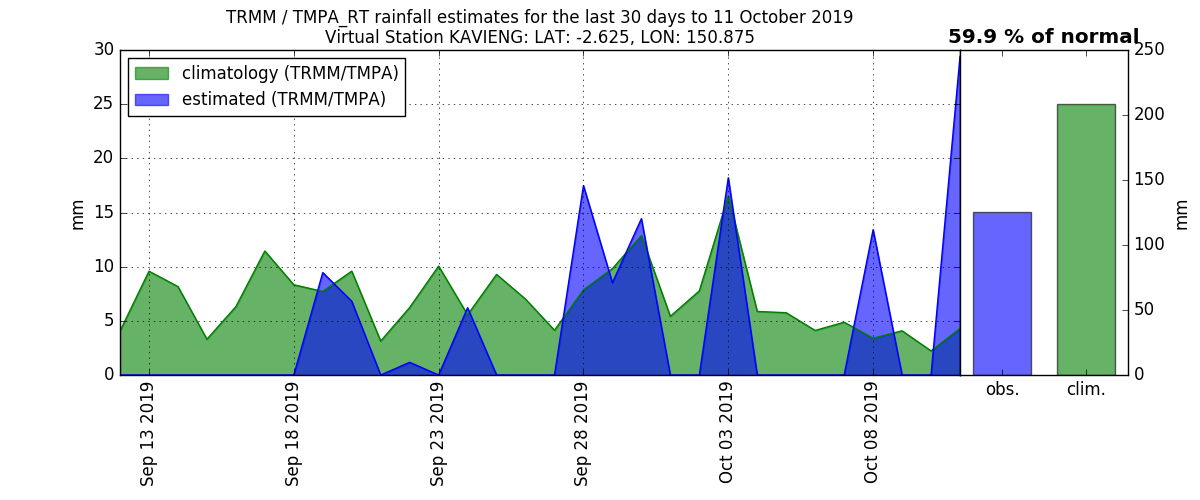 TRMM / TMPA_RT rainfall estimates for the last 30 days to 11 October 2019
Virtual Station KAVIENG: LAT: -2.625, LON: 150.875
59.9 % of normal
climatology (TRMM/TMPA)
estimated (TRMM/TMPA)
30
25
20
15
10
5
0
mm
Sep 13 2019
Sep 18 2019
Sep 23 2019
Sep 28 2019
Oct 03 2019
Oct 08 2019
obs.
clim.
250
200
150
100
50
0
mm